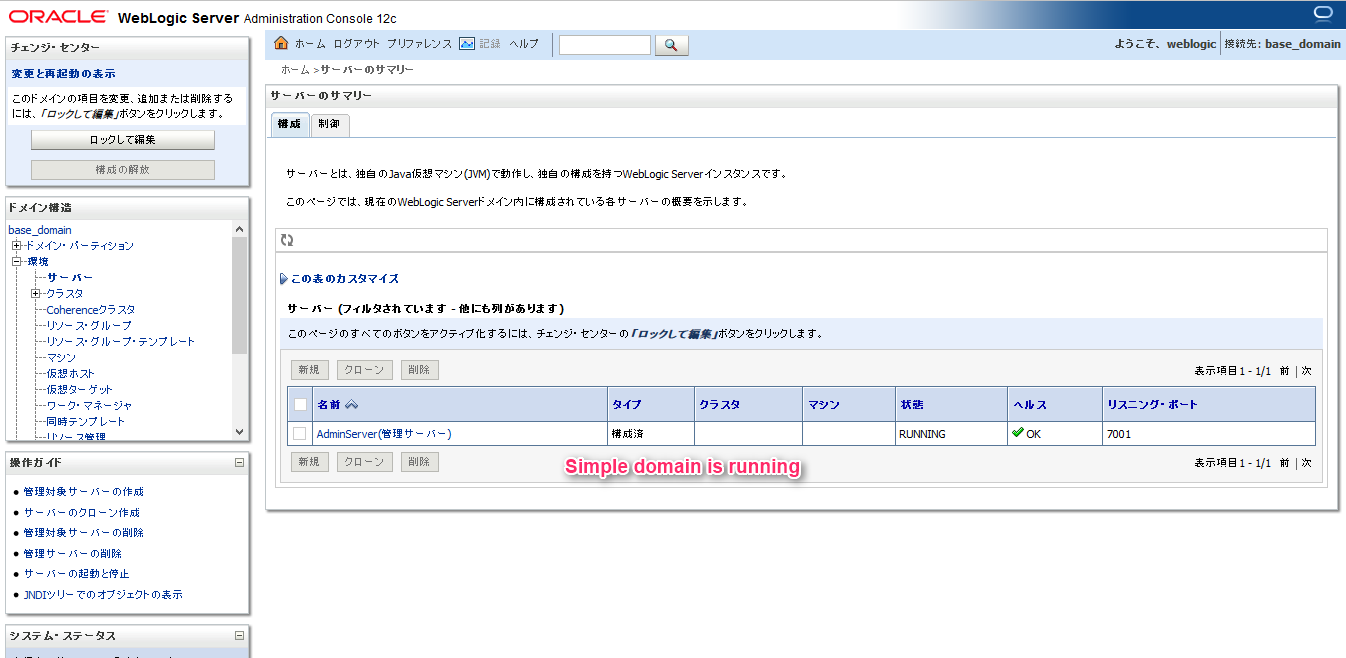 ORACLE WebLogic Server Administration Console 12c
チェンジ・センター
変更と再起動の表示
このドメインの項目を変更、追加または削除する
には、「ロックして編集」ボタンをクリックします。
ロックして編集
構成の解放
ドメイン構造
base_domain
ドメイン・パーティション
環境
サーバー
クラスタ
Coherenceクラスタ
リソース・グループ
リソース・グループ・テンプレート
マシン
仮想ホスト
仮想ターゲット
ワーク・マネージャ
同時テンプレート
リソース管理
操作ガイド
管理対象サーバーの作成
サーバーのクローン作成
管理対象サーバーの削除
管理サーバーの削除
サーバーの起動と停止
JNDIツリーでのオブジェクトの表示
システム・ステータス
ホーム ログアウト プリファレンス 記録 ヘルプ
ようこそ、weblogic 接続先: base_domain
ホーム >サーバーのサマリー
サーバーのサマリー
構成 制御
サーバーとは、独自のJava仮想マシン(JVM)で動作し、独自の構成を持つWebLogic Serverインスタンスです。
このページでは、現在のWebLogic Serverドメイン内に構成されている各サーバーの概要を示します。
この表のカスタマイズ
サーバー (フィルタされています - 他にも列があります)
このページのすべてのボタンをアクティブ化するには、チェンジ・センターの「ロックして編集」ボタンをクリックします。
新規 クローン 削除 表示項目1 - 1/1 前 | 次
名前 タイプ クラスタ マシン 状態 ヘルス リスニング・ポート
AdminServer(管理サーバー) 構成済 RUNNING OK 7001
新規 クローン 削除 表示項目1 - 1/1 前 | 次
Simple domain is running